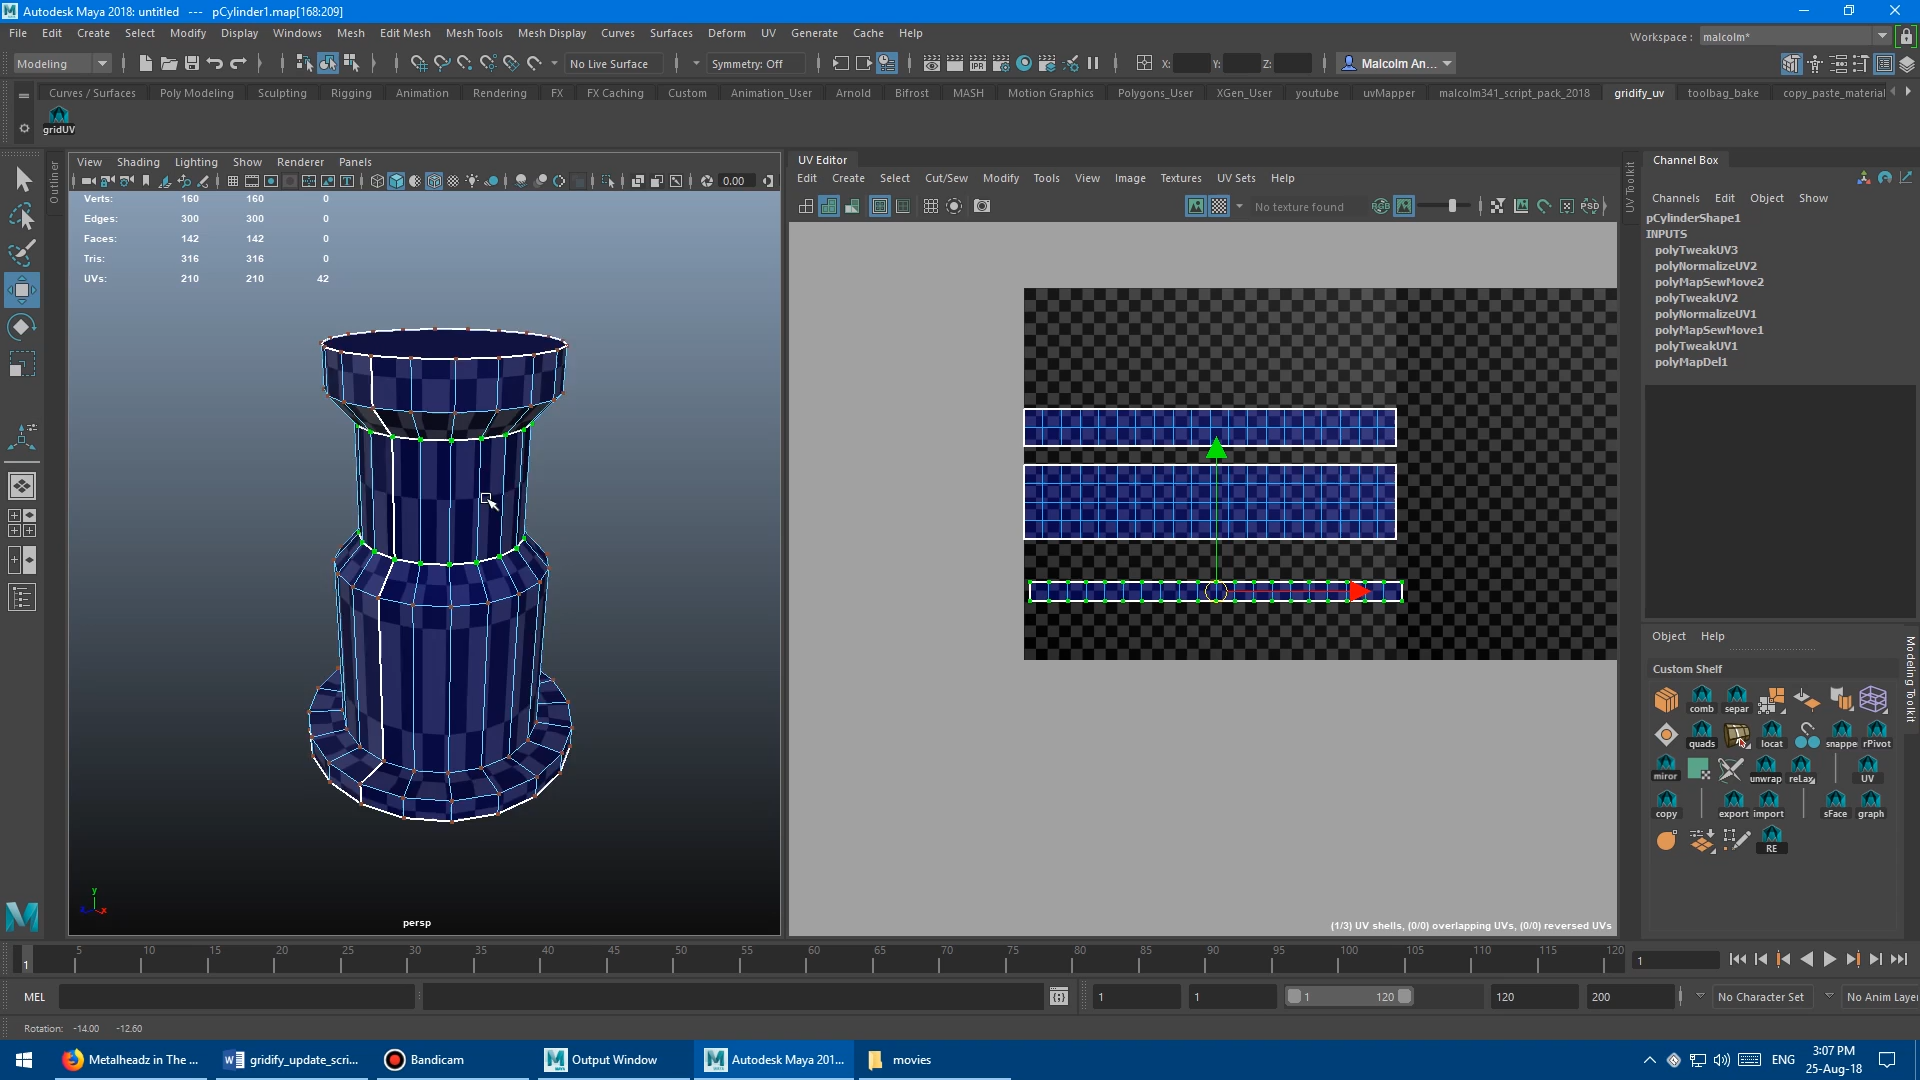 Autodesk Maya 2018: untitled --- pCylinder1.map[168:209]
File Edit Create Select Modify Display Windows Mesh Edit Mesh Mesh Tools Mesh Display Curves Surfaces Deform UV Generate Cache Help
Workspace : malcolm*
Modeling No Live Surface Symmetry: Off X: Y: Z: Malcolm An...
Curves / Surfaces Poly Modeling Sculpting Rigging Animation Rendering FX FX Caching Custom Animation_User Arnold Bifrost MASH Motion Graphics Polygons_User XGen_User youtube uvMapper malcolm341_script_pack_2018 gridify_uv toolbag_bake copy_paste_material
gridUV
Outliner
View Shading Lighting Show Renderer Panels
0.00
Verts: 160 160 0
Edges: 300 300 0
Faces: 142 142 0
Tris: 316 316 0
UVs: 210 210 42
persp
UV Editor
Edit Create Select Cut/Sew Modify Tools View Image Textures UV Sets Help
No texture found
RGB
PSD
(1/3) UV shells, (0/0) overlapping UVs, (0/0) reversed UVs
UV Toolkit
Channel Box
Channels Edit Object Show
pCylinderShape1
INPUTS
polyTweakUV3
polyNormalizeUV2
polyMapSewMove2
polyTweakUV2
polyNormalizeUV1
polyMapSewMove1
polyTweakUV1
polyMapDel1
Object Help
Modeling Toolkit
Custom Shelf
comb separ
quads locat snappe rPivot
miror unwrap reLax UV
copy export import sFace graph
RE
5 10 15 20 25 30 35 40 45 50 55 60 65 70 75 80 85 90 95 100 105 110 115 120
1 1
MEL 1 1 1 120 120 200 No Character Set No Anim Layer
Rotation: -14.00 -12.60
Metalheadz in The ... gridify_update_scri... Bandicam Output Window Autodesk Maya 201... movies
ENG 3:07 PM
25-Aug-18